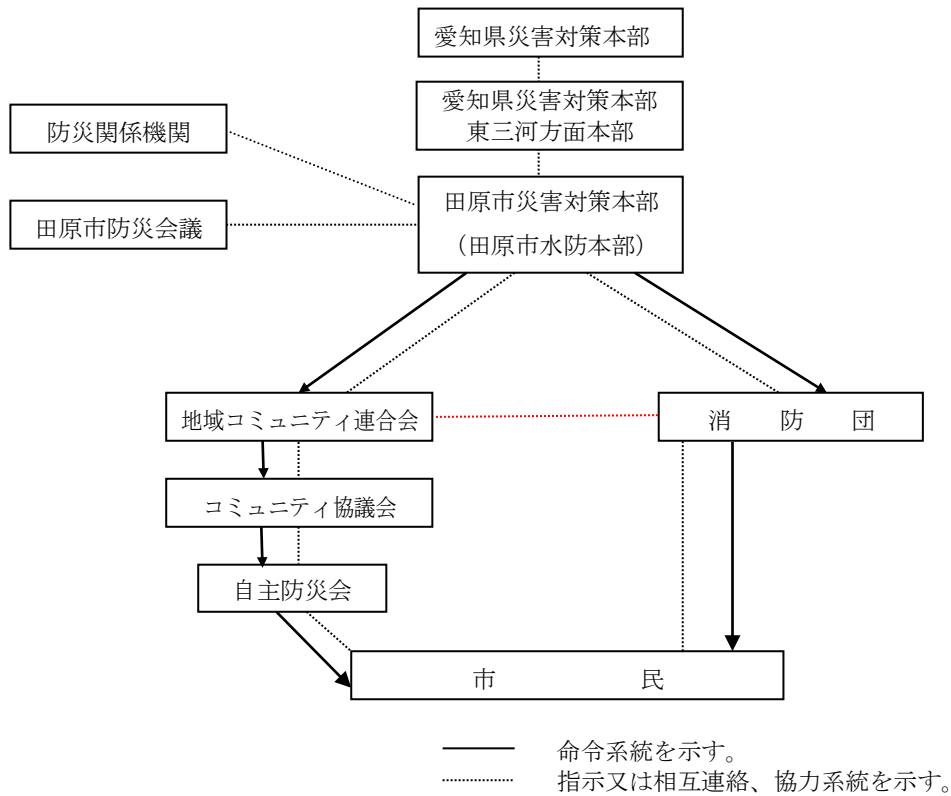 愛知県災害対策本部
愛知県災害対策本部
東三河方面本部
防災関係機関
田原市災害対策本部
（田原市水防本部）
田原市防災会議
地域コミュニティ連合会
消　防　団
コミュニティ協議会
自主防災会
市　民
命令系統を示す。
指示又は相互連絡、協力系統を示す。